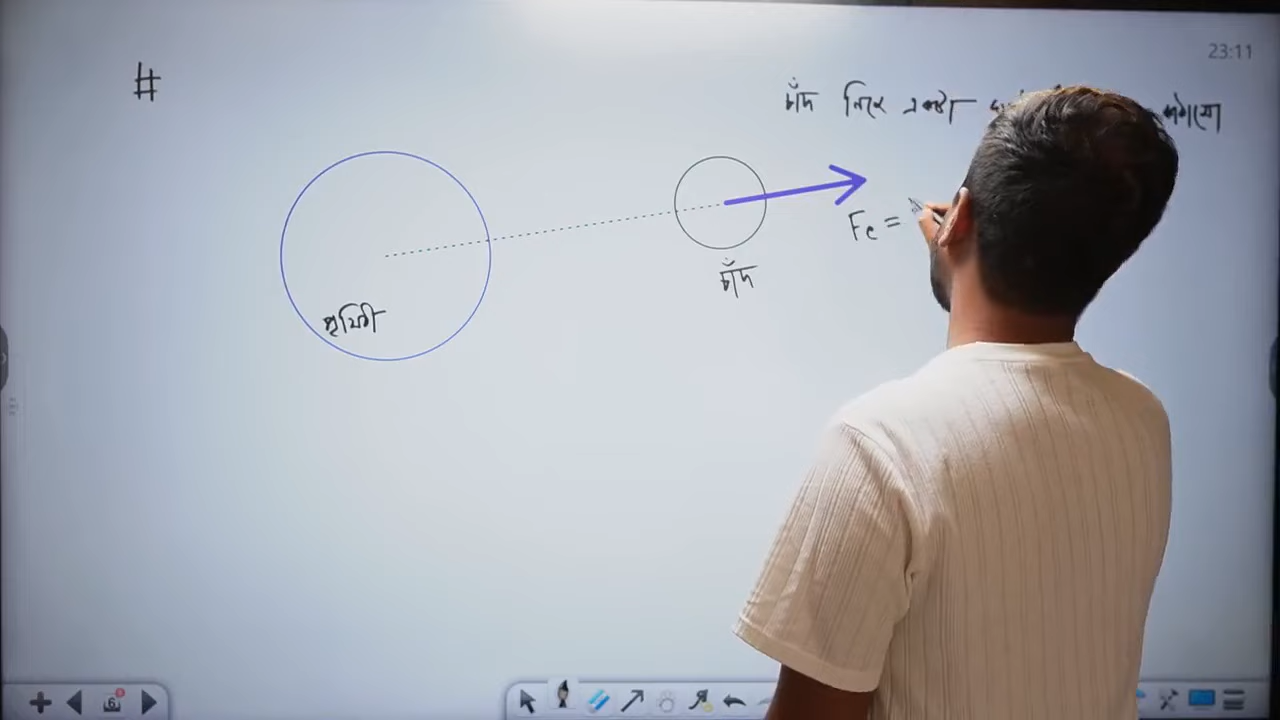 23:11
#
চাঁদ নিয়ে একটা
চাঁদ
Fc =
পৃথিবী